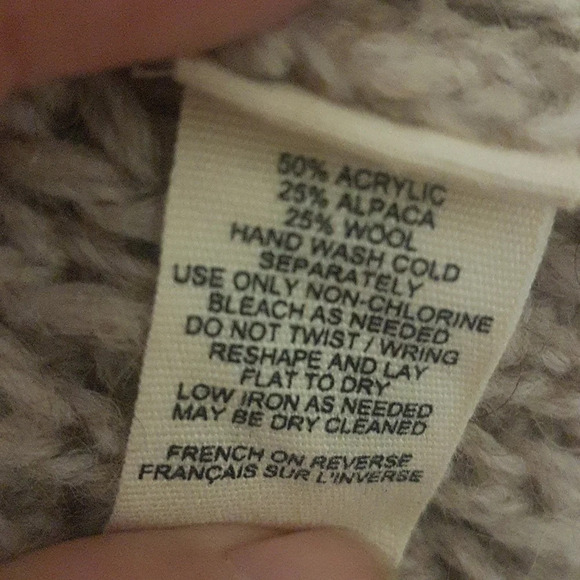 50% ACRYLIC
25% ALPACA
25% WOOL
HAND WASH COLD
SEPARATELY
USE ONLY NON-CHLORINE
BLEACH AS NEEDED
DO NOT TWIST / WRING
RESHAPE AND LAY
FLAT TO DRY
LOW IRON AS NEEDED
MAY BE DRY CLEANED
FRENCH ON REVERSE
FRANÇAIS SUR L'INVERSE